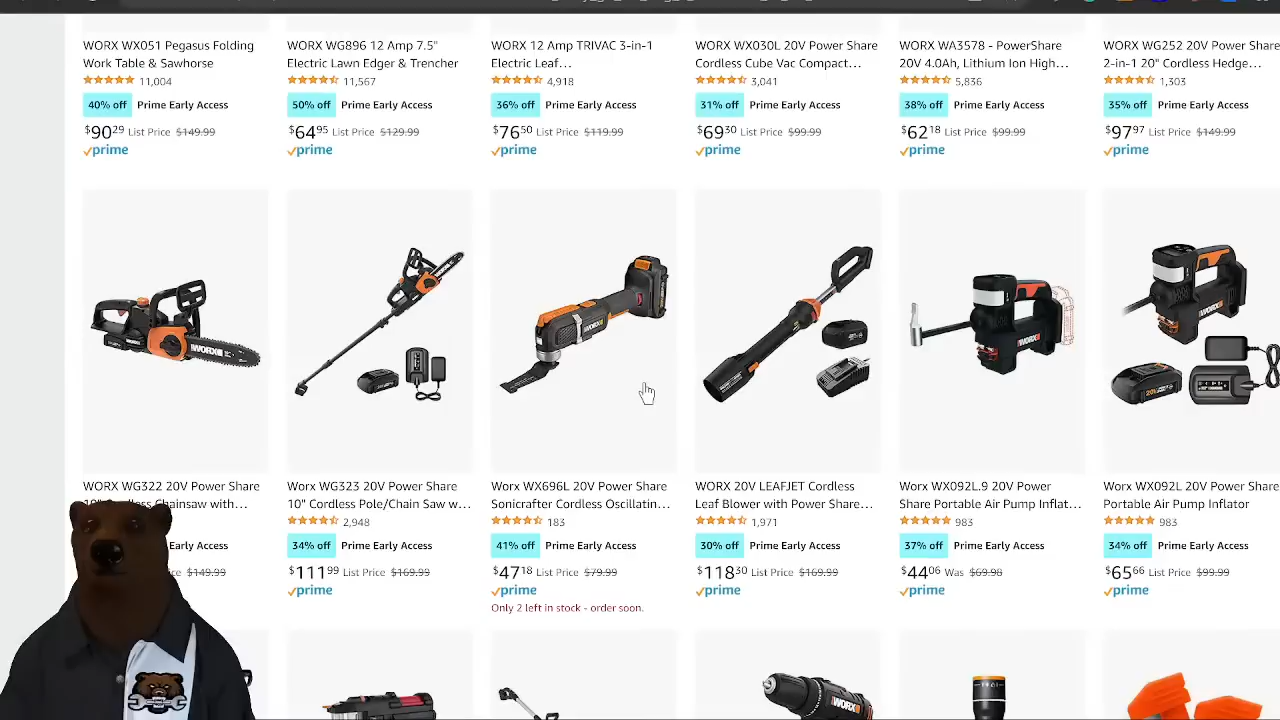 WORX WX051 Pegasus Folding
Work Table & Sawhorse
11,004
40% off Prime Early Access
$90.29 List Price $149.99
prime
WORX WG896 12 Amp 7.5"
Electric Lawn Edger & Trencher
11,567
50% off Prime Early Access
$64.95 List Price $129.99
prime
WORX 12 Amp TRIVAC 3-in-1
Electric Leaf…
4,918
36% off Prime Early Access
$76.50 List Price $119.99
prime
WORX WX030L 20V Power Share
Cordless Cube Vac Compact…
3,041
31% off Prime Early Access
$69.30 List Price $99.99
prime
WORX WA3578 - PowerShare
20V 4.0Ah, Lithium Ion High…
5,836
38% off Prime Early Access
$62.18 List Price $99.99
prime
WORX WG252 20V Power Share
2-in-1 20" Cordless Hedge…
1,303
35% off Prime Early Access
$97.97 List Price $149.99
prime
WORX WG322 20V Power Share
Cordless Chainsaw with…
Early Access
$149.99
Worx WG323 20V Power Share
10" Cordless Pole/Chain Saw w…
2,948
34% off Prime Early Access
$111.99 List Price $169.99
prime
Worx WX696L 20V Power Share
Sonicrafter Cordless Oscillatin…
183
41% off Prime Early Access
$47.18 List Price $79.99
prime
Only 2 left in stock - order soon.
WORX 20V LEAFJET Cordless
Leaf Blower with Power Share…
1,971
30% off Prime Early Access
$118.30 List Price $169.99
prime
Worx WX092L.9 20V Power
Share Portable Air Pump Inflat…
983
37% off Prime Early Access
$44.06 Was $69.98
prime
Worx WX092L 20V Power Share
Portable Air Pump Inflator
983
34% off Prime Early Access
$65.66 List Price $99.99
prime
WORX
WORX
WORX
WORX
WORX